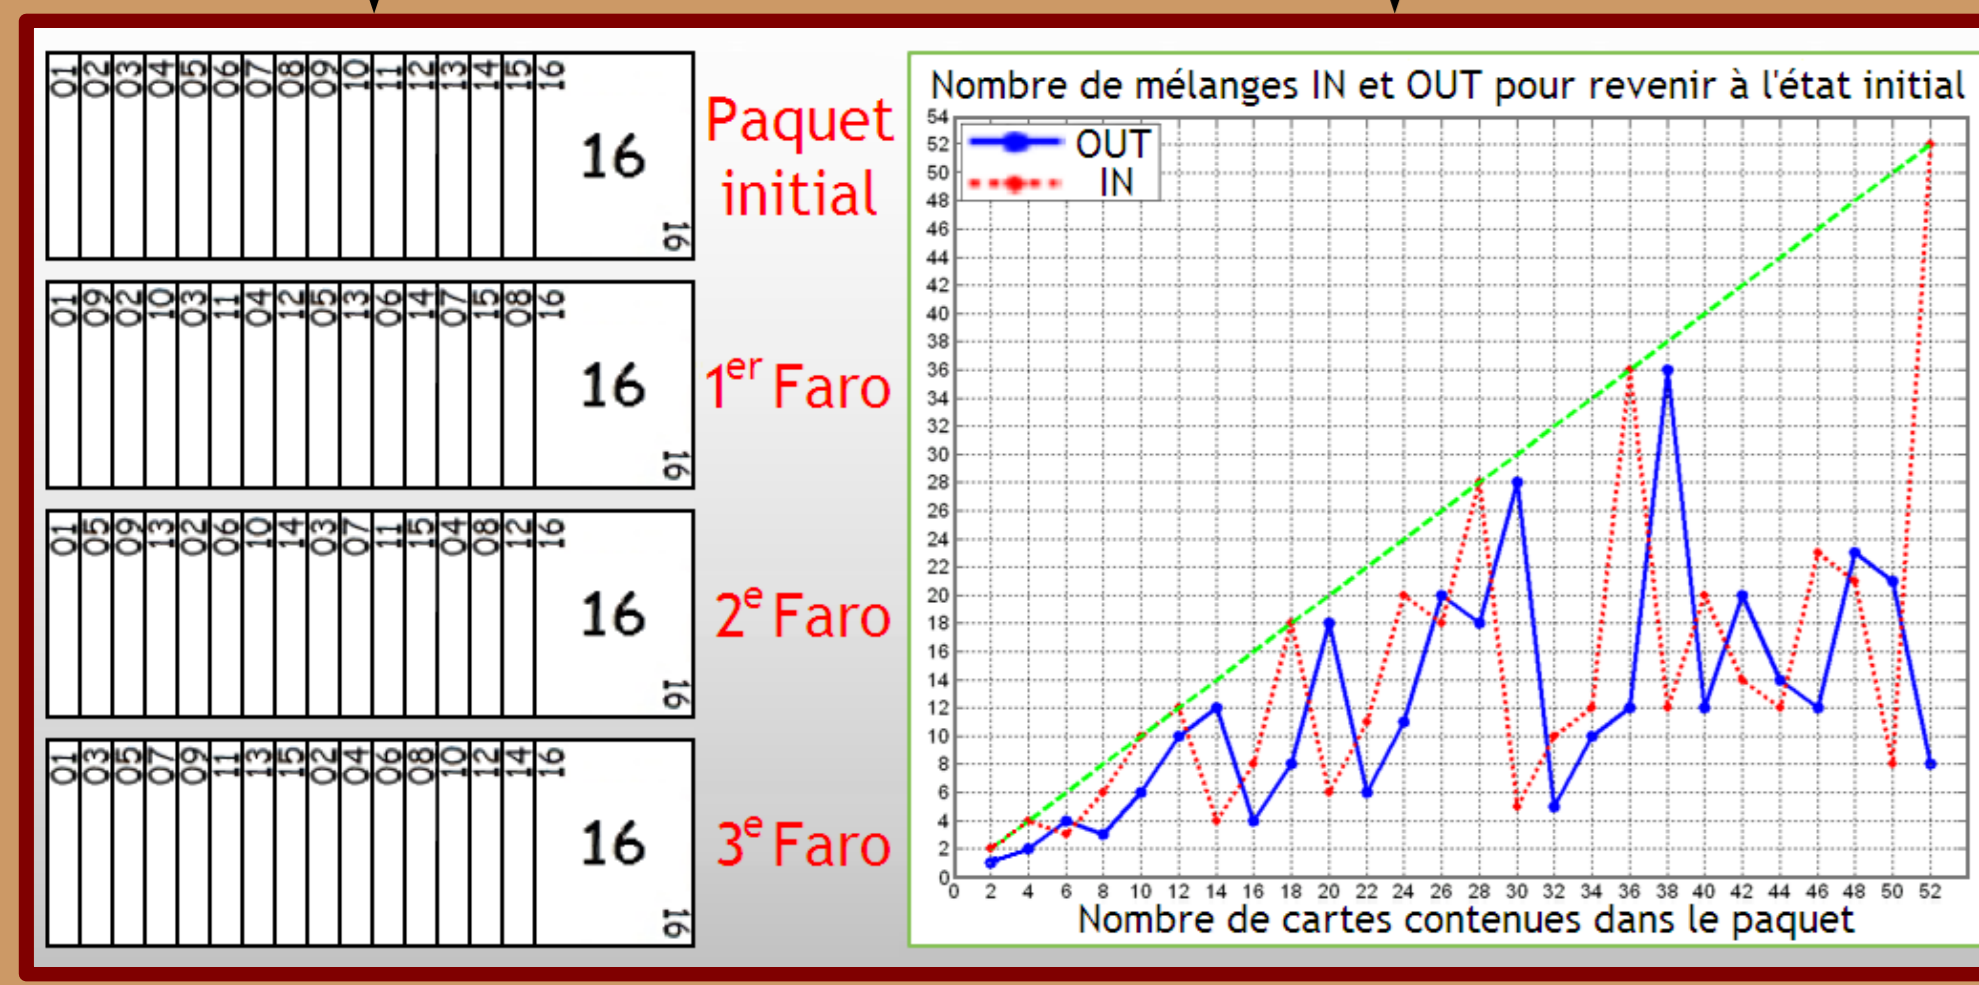 01 02 03 04 05 06 07 08 09 10 11 12 13 14 15 16
16
16
Paquet
initial
01 09 02 10 03 11 04 12 05 13 06 14 07 15 08 16
16
16
1er Faro
01 05 09 13 02 06 10 14 03 07 11 15 04 08 12 16
16
16
2e Faro
01 03 05 07 09 11 13 15 02 04 06 08 10 12 14 16
16
16
3e Faro
Nombre de mélanges IN et OUT pour revenir à l'état initial
OUT
IN
54
52
50
48
46
44
42
40
38
36
34
32
30
28
26
24
22
20
18
16
14
12
10
8
6
4
2
0
0 2 4 6 8 10 12 14 16 18 20 22 24 26 28 30 32 34 36 38 40 42 44 46 48 50 52
Nombre de cartes contenues dans le paquet